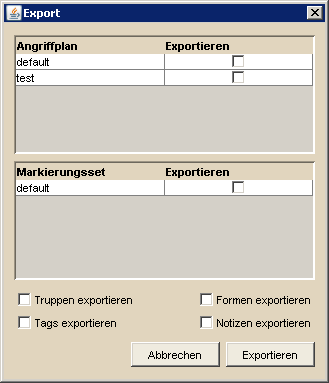 Export
Angriffplan Exportieren
default
test
Markierungsset Exportieren
default
Truppen exportieren Formen exportieren
Tags exportieren Notizen exportieren
Abbrechen Exportieren